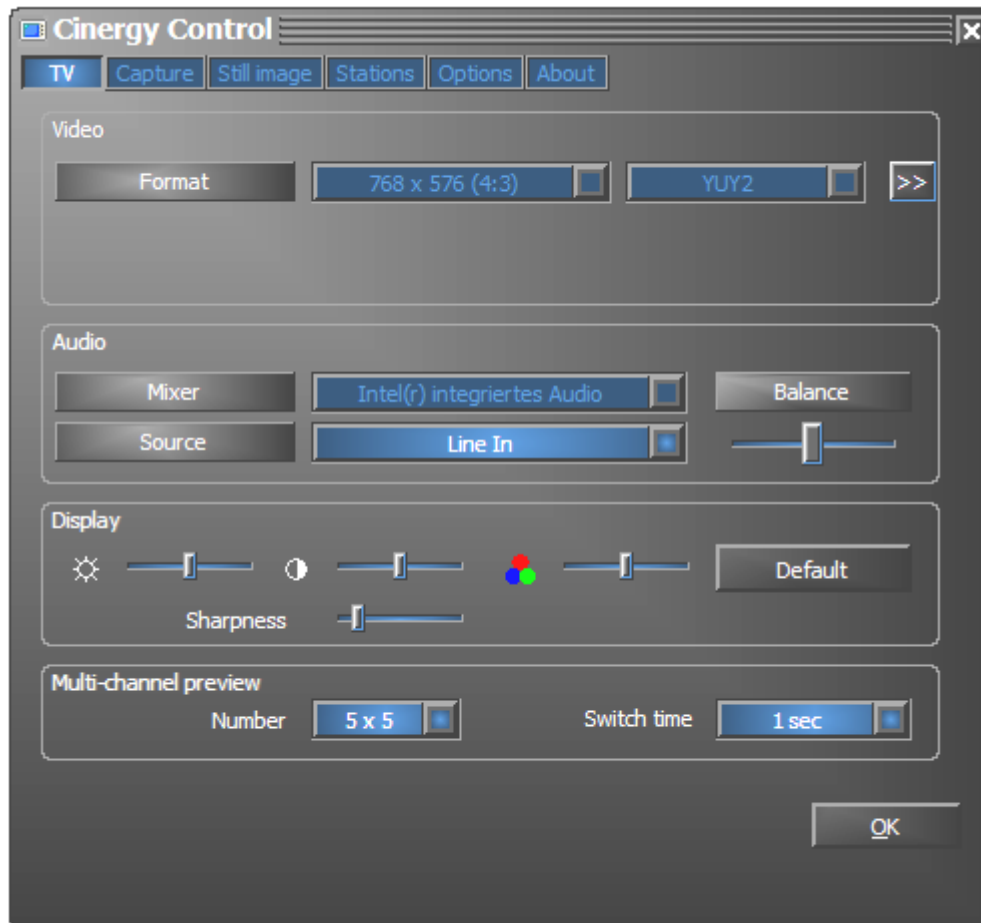 Cinergy Control
TV Capture Still image Stations Options About
Video
Format 768 x 576 (4:3) YUY2 >>
Audio
Mixer Intel(r) integriertes Audio Balance
Source Line In
Display
Default
Sharpness
Multi-channel preview
Number 5 x 5 Switch time 1 sec
OK